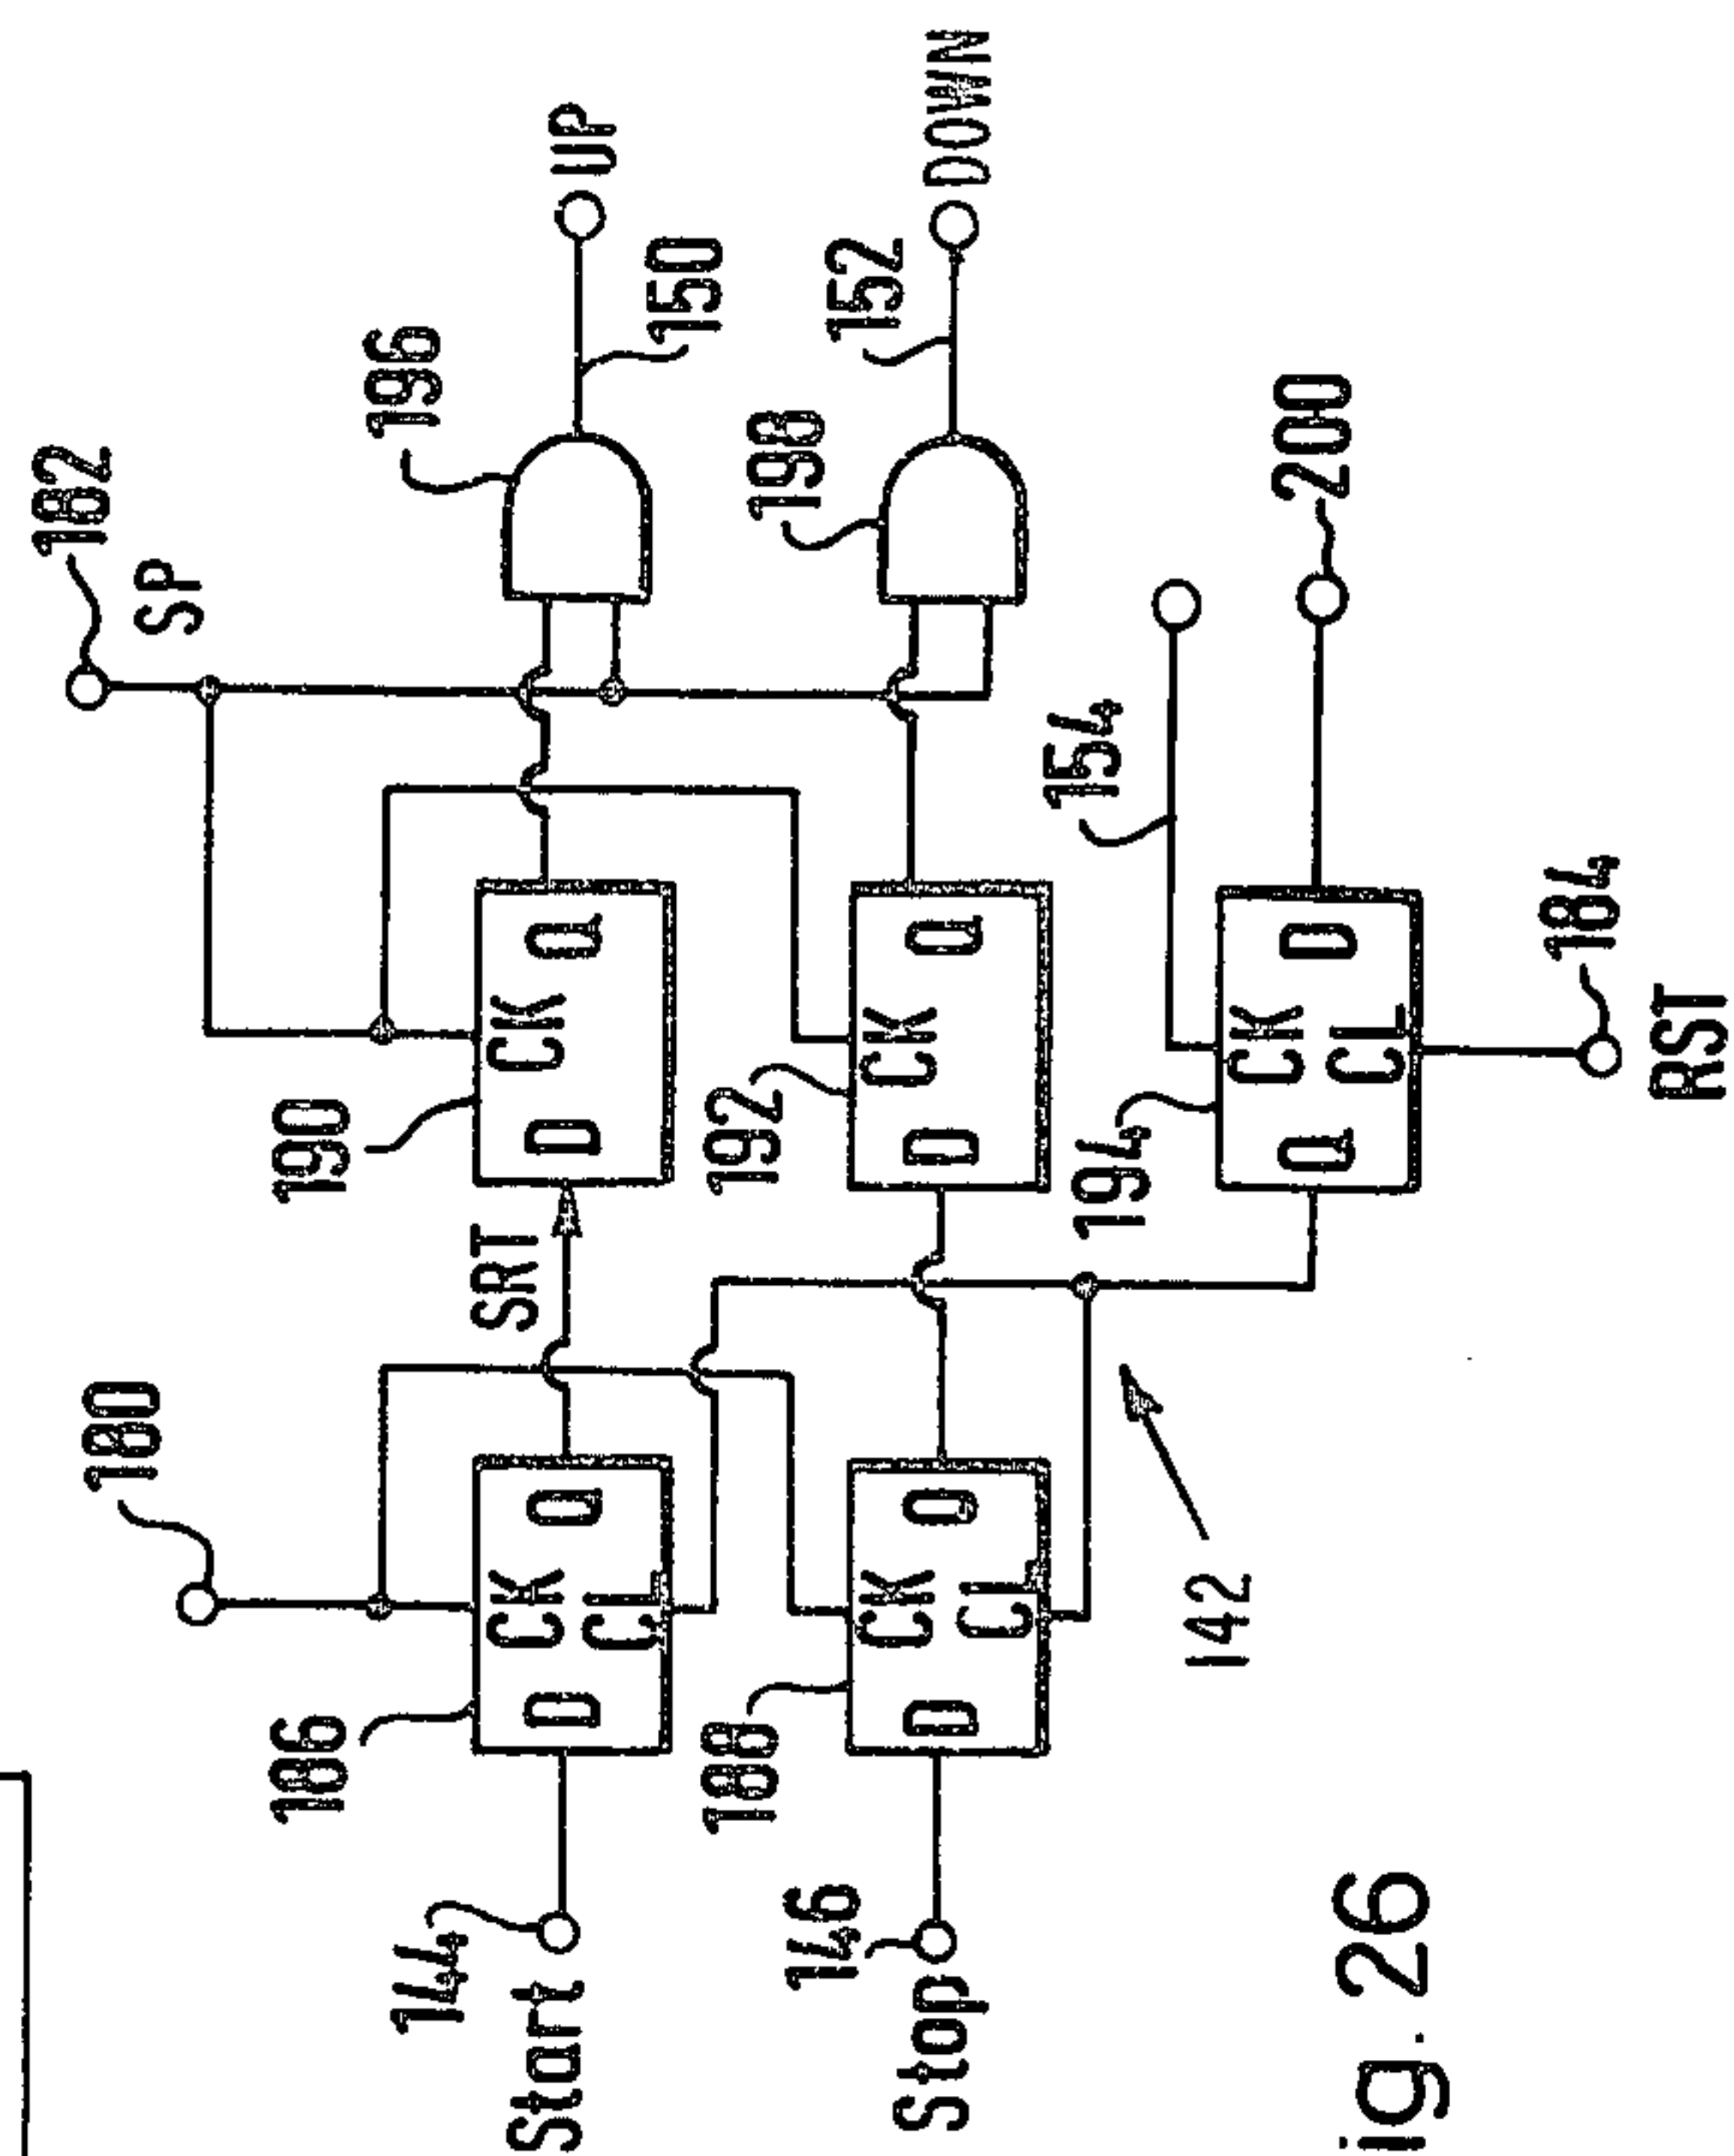 182
SP
180
196
UP
190
186
SRT
150
D CK Q
D CK Q
CL
144
Start
198
152
DOWN
192
188
D CK Q
D CK Q
CL
146
Stop
154
200
194
Q CK D
CL
142
184
RST
ig. 26